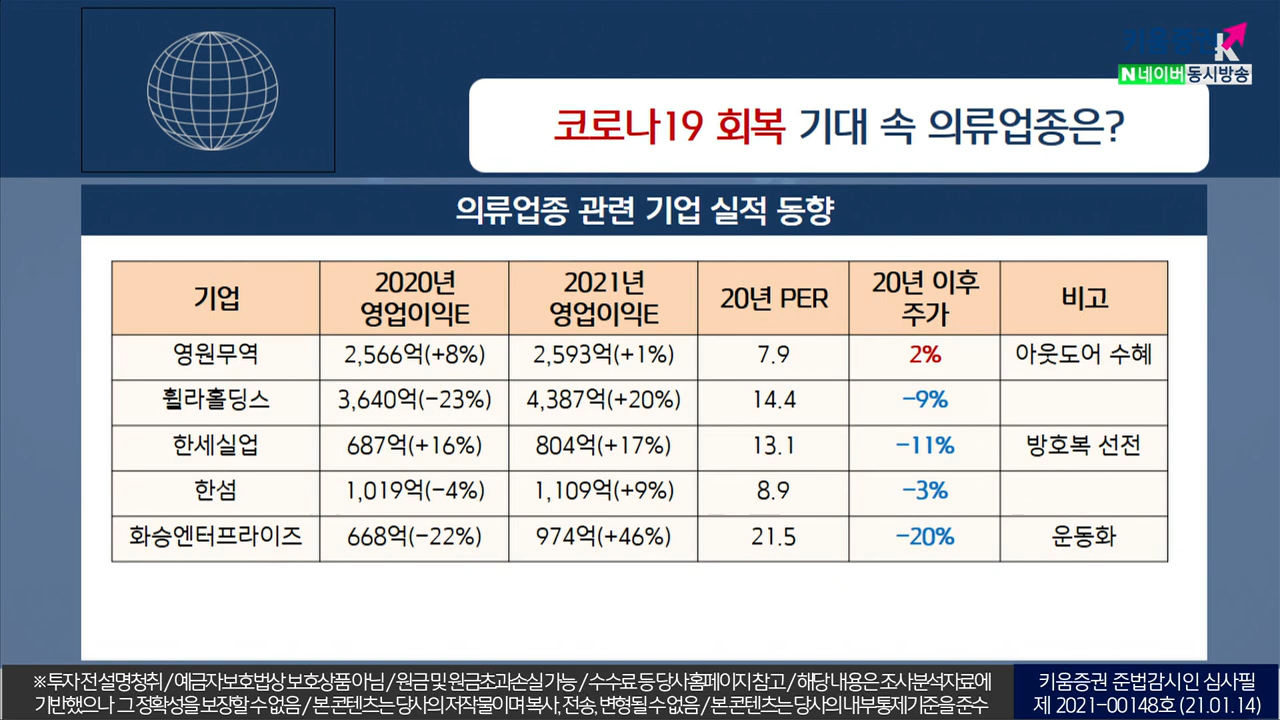 키움증권
N 네이버 동시방송
코로나19 회복 기대 속 의류업종은?
의류업종 관련 기업 실적 동향
기업 2020년 영업이익E 2021년 영업이익E 20년 PER 20년 이후 주가 비고
영원무역 2,566억(+8%) 2,593억(+1%) 7.9 2% 아웃도어 수혜
휠라홀딩스 3,640억(-23%) 4,387억(+20%) 14.4 -9%
한세실업 687억(+16%) 804억(+17%) 13.1 -11% 방호복 선전
한섬 1,019억(-4%) 1,109억(+9%) 8.9 -3%
화승엔터프라이즈 668억(-22%) 974억(+46%) 21.5 -20% 운동화
※ 투자 전 설명청취 / 예금자보호법상 보호상품 아님 / 원금 및 원금초과손실 가능 / 수수료 등 당사홈페이지 참고 / 해당 내용은 조사분석자료에
기반했으나 그 정확성을 보장할 수 없음 / 본 콘텐츠는 당사의 저작물이며 복사, 전송, 변형될 수 없음 / 본 콘텐츠는 당사의 내부통제기준을 준수
키움증권 준법감시인 심사필
제 2021-00148호 (21.01.14)